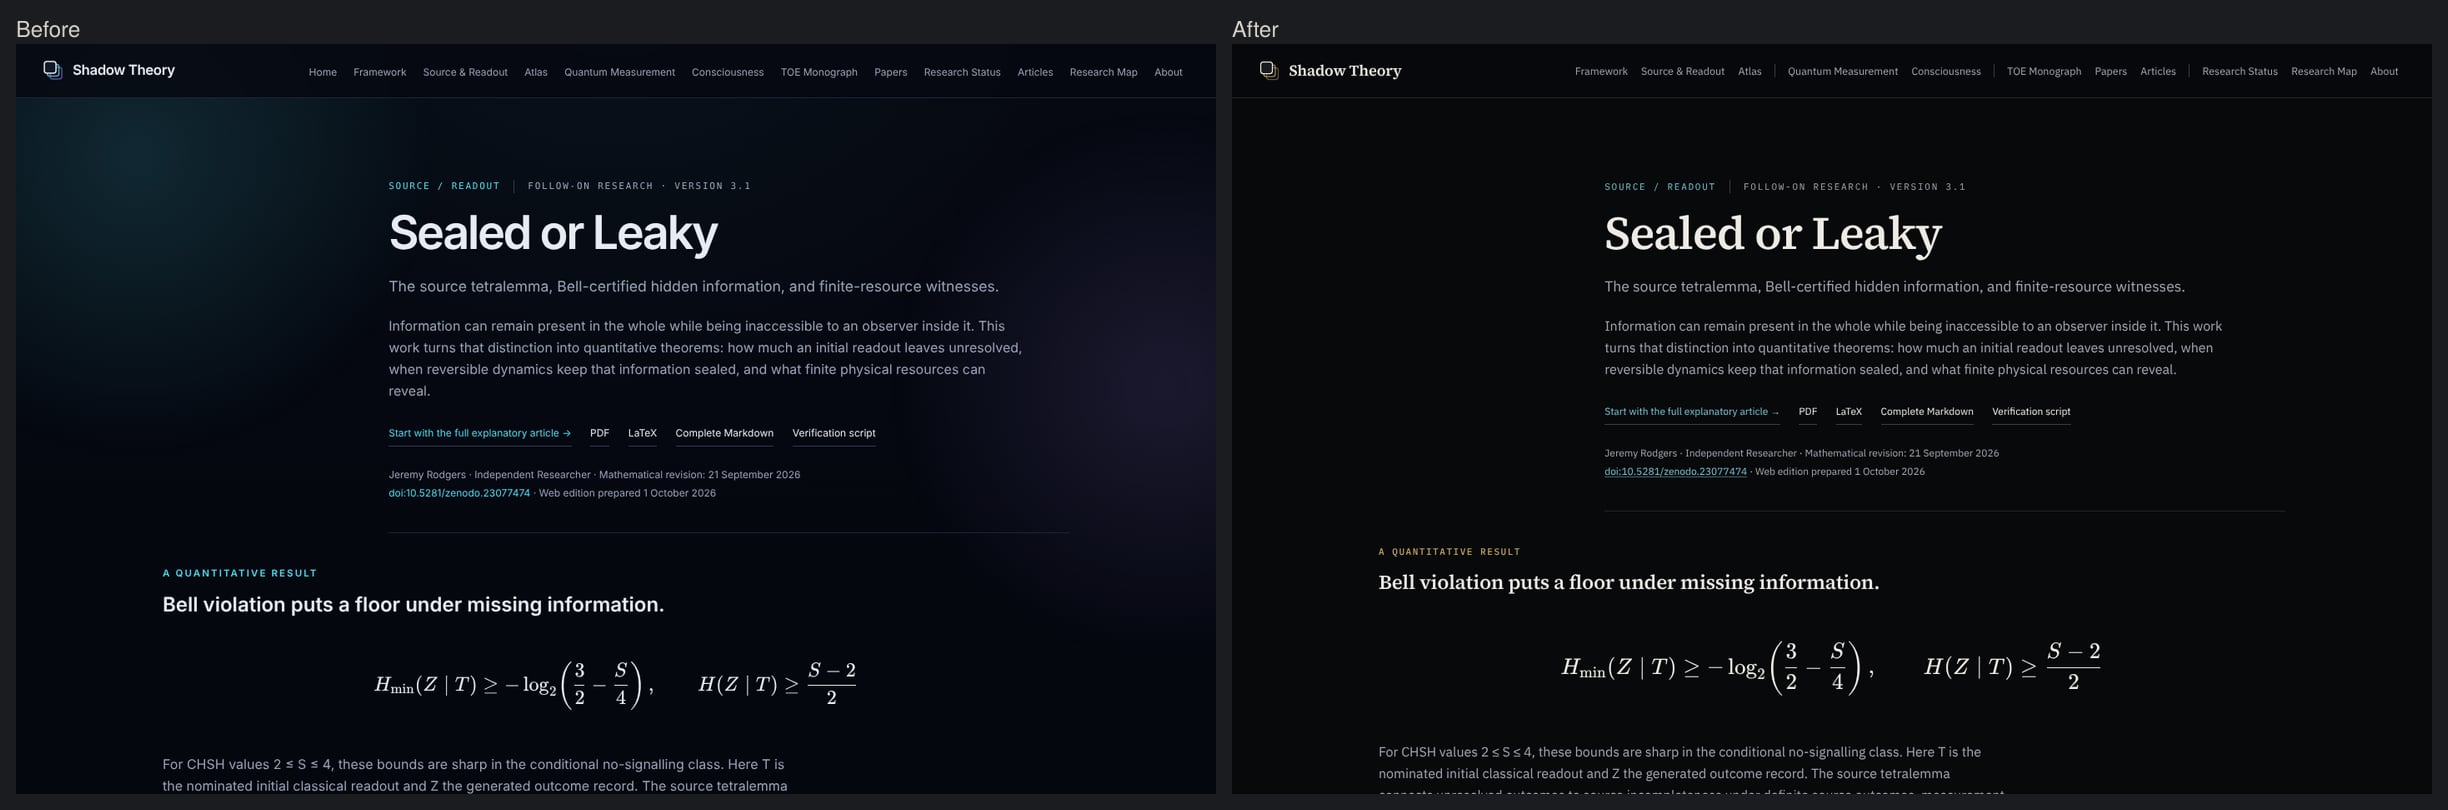 Before
Shadow Theory
Home Framework Source & Readout Atlas Quantum Measurement Consciousness TOE Monograph Papers Research Status Articles Research Map About
SOURCE / READOUT FOLLOW-ON RESEARCH · VERSION 3.1
Sealed or Leaky
The source tetralemma, Bell-certified hidden information, and finite-resource witnesses.
Information can remain present in the whole while being inaccessible to an observer inside it. This
work turns that distinction into quantitative theorems: how much an initial readout leaves unresolved,
when reversible dynamics keep that information sealed, and what finite physical resources can
reveal.
Start with the full explanatory article → PDF LaTeX Complete Markdown Verification script
Jeremy Rodgers · Independent Researcher · Mathematical revision: 21 September 2026
doi:10.5281/zenodo.23077474 · Web edition prepared 1 October 2026
A QUANTITATIVE RESULT
Bell violation puts a floor under missing information.
H_min(Z | T) ≥ −log₂(3/2 − S/4), H(Z | T) ≥ (S − 2)/2
For CHSH values 2 ≤ S ≤ 4, these bounds are sharp in the conditional no-signalling class. Here T is
the nominated initial classical readout and Z the generated outcome record. The source tetralemma
After
Shadow Theory
Framework Source & Readout Atlas Quantum Measurement Consciousness TOE Monograph Papers Articles Research Status Research Map About
SOURCE / READOUT FOLLOW-ON RESEARCH · VERSION 3.1
Sealed or Leaky
The source tetralemma, Bell-certified hidden information, and finite-resource witnesses.
Information can remain present in the whole while being inaccessible to an observer inside it. This work
turns that distinction into quantitative theorems: how much an initial readout leaves unresolved, when
reversible dynamics keep that information sealed, and what finite physical resources can reveal.
Start with the full explanatory article → PDF LaTeX Complete Markdown Verification script
Jeremy Rodgers · Independent Researcher · Mathematical revision: 21 September 2026
doi:10.5281/zenodo.23077474 · Web edition prepared 1 October 2026
A QUANTITATIVE RESULT
Bell violation puts a floor under missing information.
H_min(Z | T) ≥ −log₂(3/2 − S/4), H(Z | T) ≥ (S − 2)/2
For CHSH values 2 ≤ S ≤ 4, these bounds are sharp in the conditional no-signalling class. Here T is the
nominated initial classical readout and Z the generated outcome record. The source tetralemma